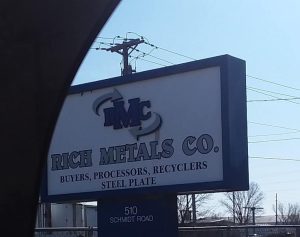 RMC
RICH METALS CO.
BUYERS, PROCESSORS, RECYCLERS
STEEL PLATE
510
SCHMIDT ROAD